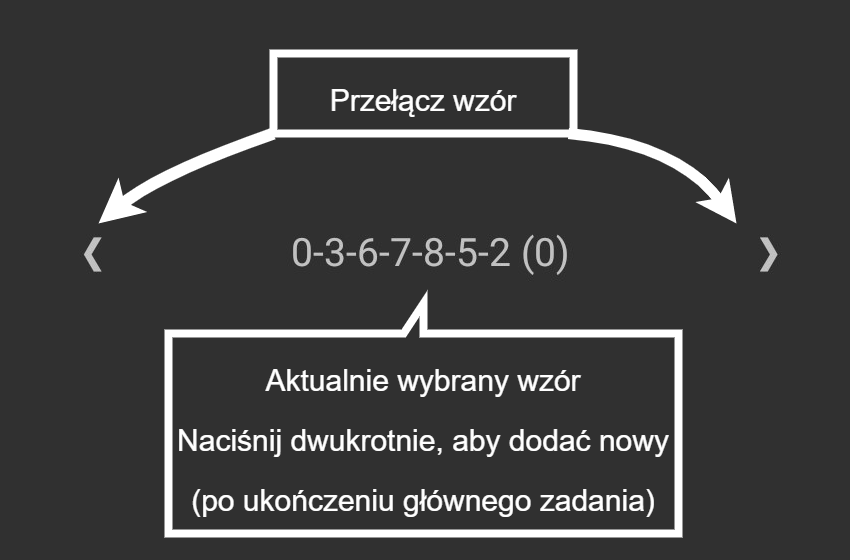 Przełącz wzór
❮ 0-3-6-7-8-5-2 (0) ❯
Aktualnie wybrany wzór
Naciśnij dwukrotnie, aby dodać nowy
(po ukończeniu głównego zadania)